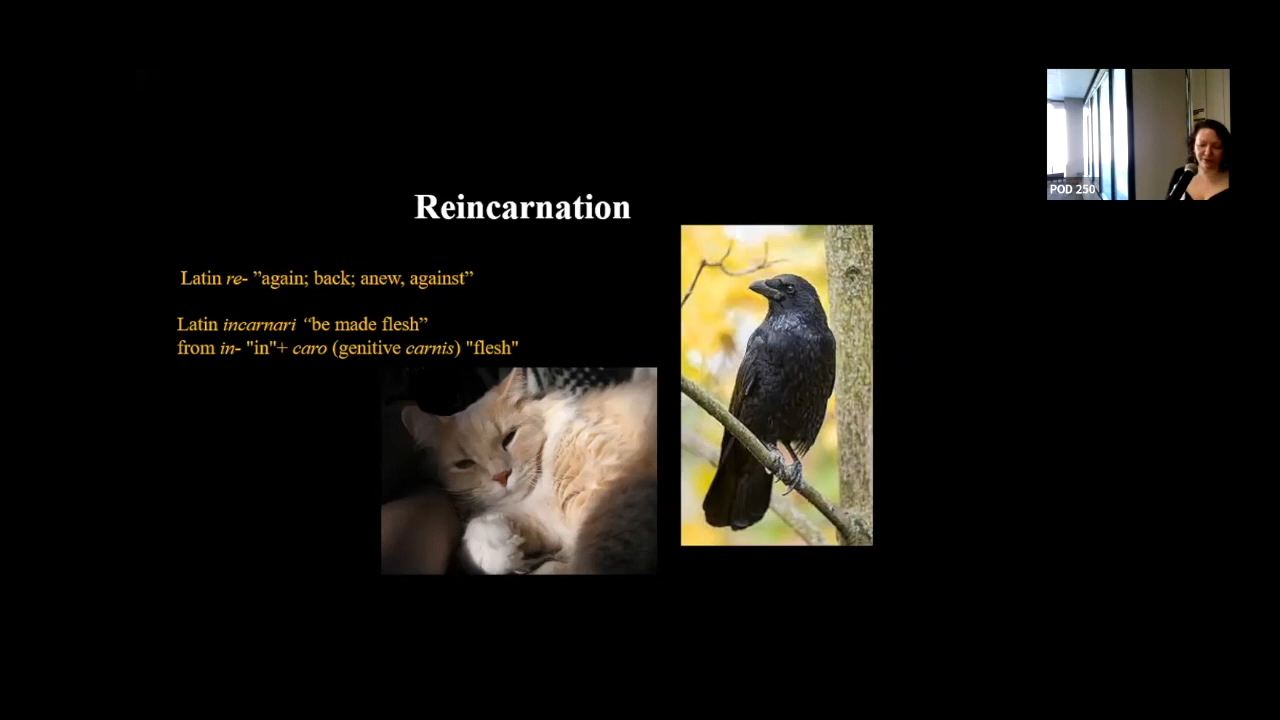 Reincarnation
Latin re- ”again; back; anew, against”
Latin incarnari “be made flesh”
from in- "in"+ caro (genitive carnis) "flesh"
POD 250